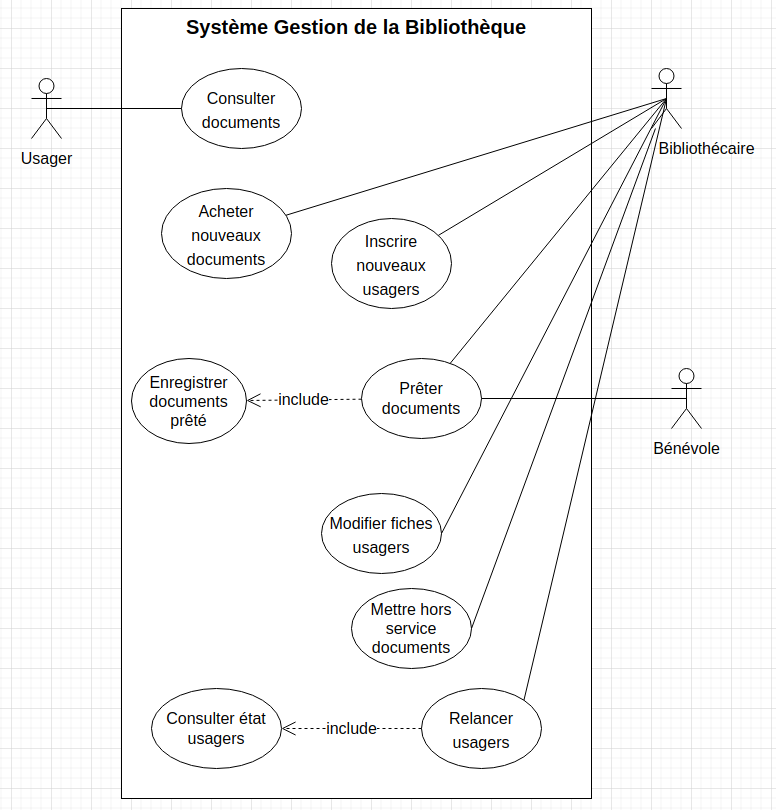 Système Gestion de la Bibliothèque
Consulter
documents
Usager
Bibliothécaire
Acheter
nouveaux
documents
Inscrire
nouveaux
usagers
Enregistrer
documents
prêté
include
Prêter
documents
Bénévole
Modifier fiches
usagers
Mettre hors
service
documents
Consulter état
usagers
include
Relancer
usagers